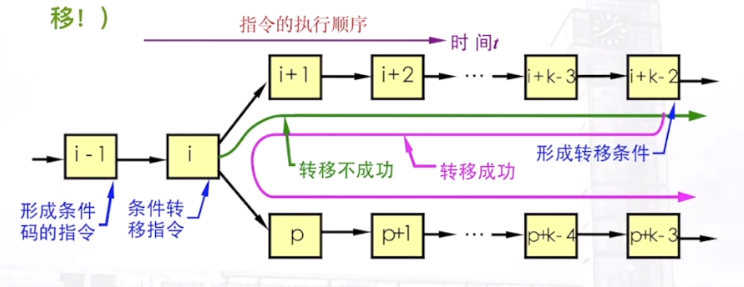 移！）
指令的执行顺序
时间t
i+1
i+2
···
i+k-3
i+k-2
i-1
i
转移不成功
转移成功
形成转移条件
形成条件
码的指令
条件转
移指令
p
p+1
···
p+k-4
p+k-3